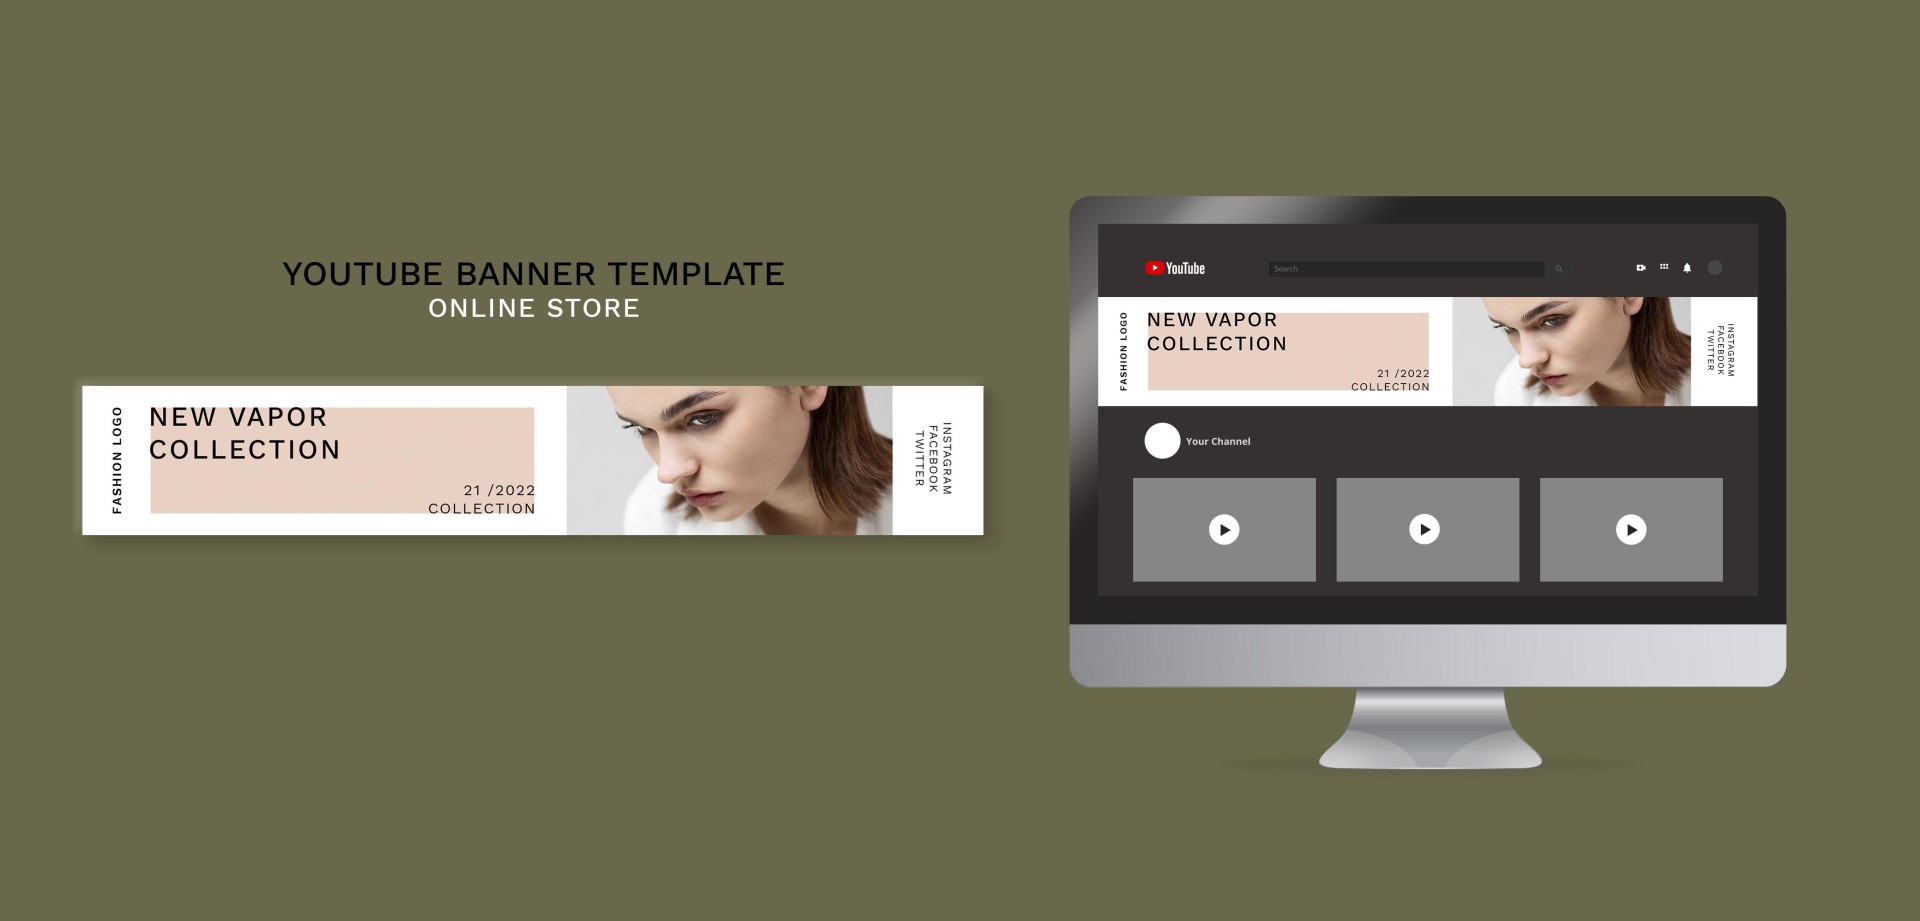 YOUTUBE BANNER TEMPLATE
ONLINE STORE
FASHION LOGO
NEW VAPOR
COLLECTION
21 /2022
COLLECTION
INSTAGRAM
FACEBOOK
TWITTER
YouTube
Search
FASHION LOGO
NEW VAPOR
COLLECTION
21 /2022
COLLECTION
INSTAGRAM
FACEBOOK
TWITTER
Your Channel